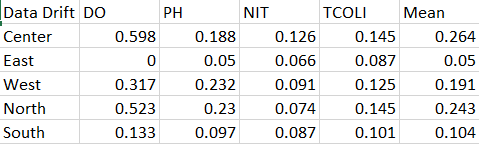 Data Drift DO PH NIT TCOLI Mean
Center 0.598 0.188 0.126 0.145 0.264
East 0 0.05 0.066 0.087 0.05
West 0.317 0.232 0.091 0.125 0.191
North 0.523 0.23 0.074 0.145 0.243
South 0.133 0.097 0.087 0.101 0.104